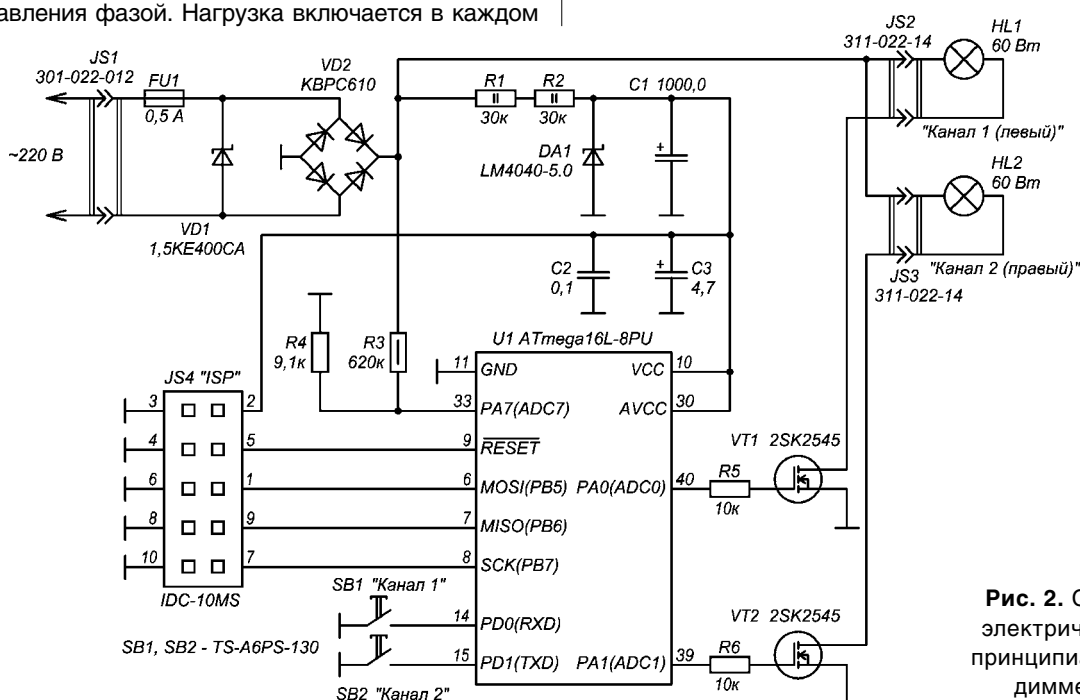 авления фазой. Нагрузка включается в каждом
JS1
301-022-012
FU1
0,5 А
VD2
KBPC610
R1
30к
R2
30к
C1 1000,0
+
JS2
311-022-14
HL1
60 Вт
"Канал 1 (левый)"
~220 В
DA1
LM4040-5.0
HL2
60 Вт
VD1
1,5KE400CA
"Канал 2 (правый)"
JS3
311-022-14
C2
0,1
+
C3
4,7
R4
9,1к
R3
620к
U1 ATmega16L-8PU
JS4 "ISP"
11 GND
VCC 10
3
2
33 PA7(ADC7)
AVCC 30
4
5
9 RESET
VT1 2SK2545
6
1
6 MOSI(PB5)
PA0(ADC0) 40
R5
10к
8
9
7 MISO(PB6)
10
7
8 SCK(PB7)
IDC-10MS
SB1 "Канал 1"
14 PD0(RXD)
VT2 2SK2545
SB1, SB2 - TS-A6PS-130
15 PD1(TXD)
PA1(ADC1) 39
R6
10к
SB2 "Канал 2"
Рис. 2. С
электрич
принципиа
димме